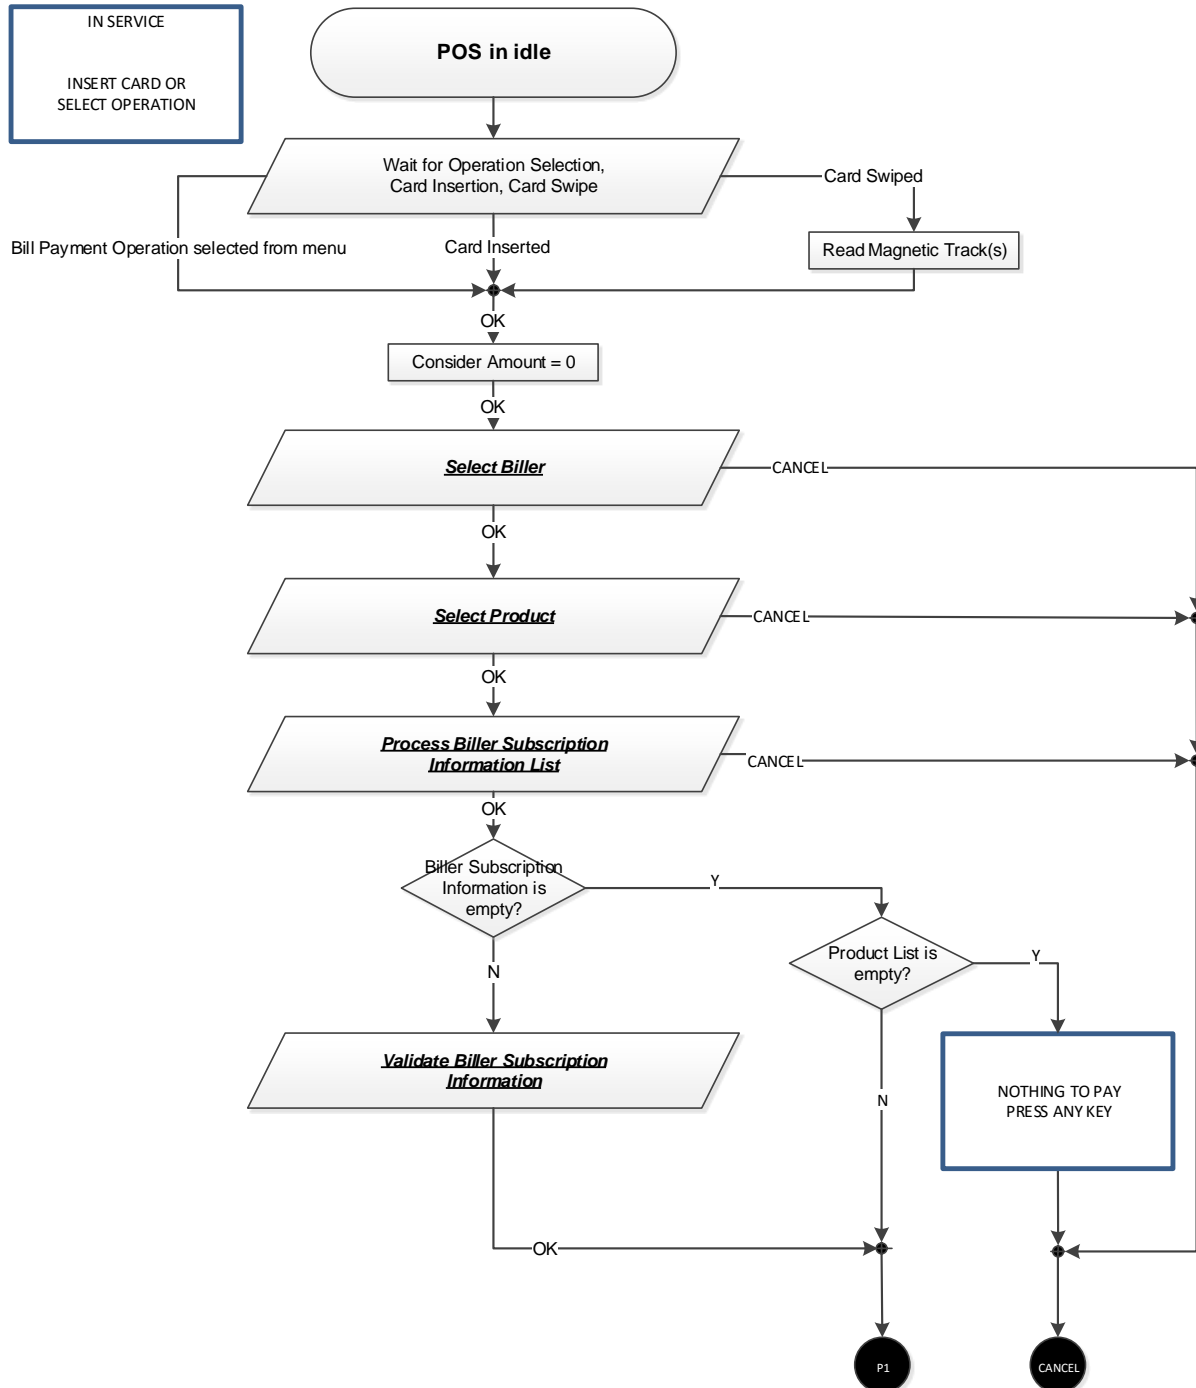 IN SERVICE
INSERT CARD OR
SELECT OPERATION
POS in idle
Wait for Operation Selection,
Card Insertion, Card Swipe
Card Swiped
Bill Payment Operation selected from menu
Card Inserted
Read Magnetic Track(s)
OK
Consider Amount = 0
OK
Select Biller
CANCEL
OK
Select Product
CANCEL
OK
Process Biller Subscription
Information List
CANCEL
OK
Biller Subscription
Information is
empty?
Y
Product List is
empty?
Y
N
Validate Biller Subscription
Information
NOTHING TO PAY
PRESS ANY KEY
N
OK
P1
CANCEL